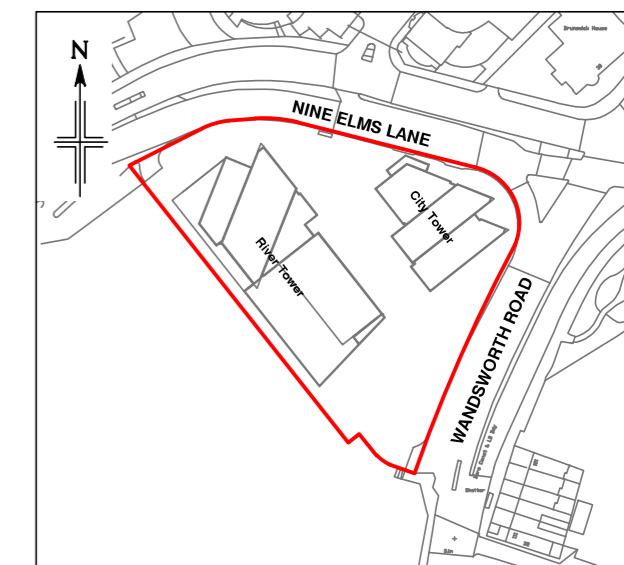 Brunswick House
N
NINE ELMS LANE
City Tower
River Tower
WANDSWORTH ROAD
Shelter